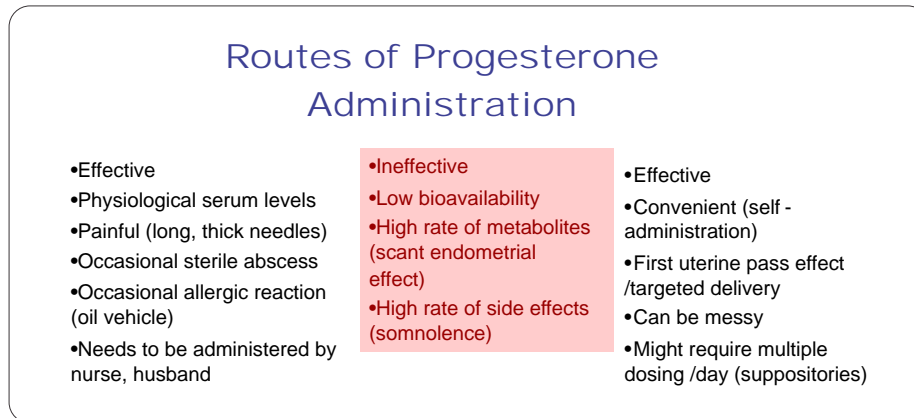 Routes of Progesterone
Administration
•Effective
•Physiological serum levels
•Painful (long, thick needles)
•Occasional sterile abscess
•Occasional allergic reaction
(oil vehicle)
•Needs to be administered by
nurse, husband
•Ineffective
•Low bioavailability
•High rate of metabolites
(scant endometrial
effect)
•High rate of side effects
(somnolence)
•Effective
•Convenient (self -
administration)
•First uterine pass effect
/targeted delivery
•Can be messy
•Might require multiple
dosing /day (suppositories)